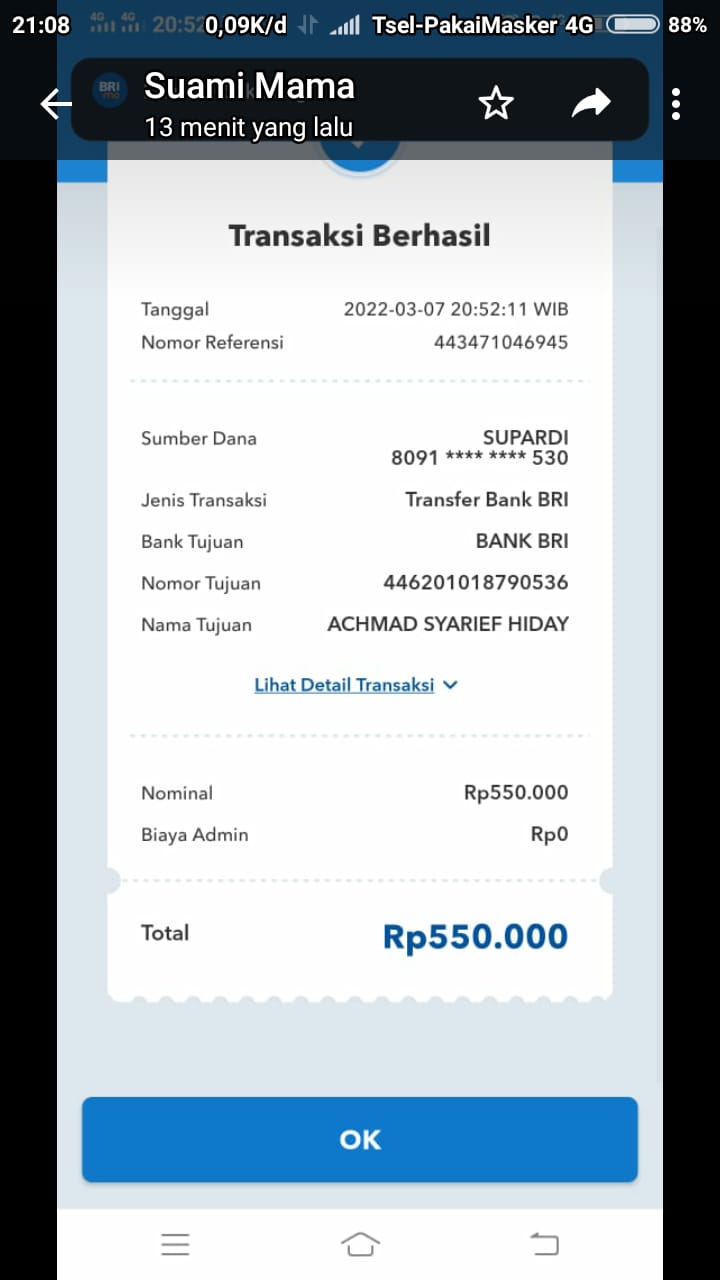 21:08 20:52 0,09K/d Tsel-PakaiMasker 4G 88%
BRI
mo
Suami Mama
13 menit yang lalu
Transaksi Berhasil
Tanggal 2022-03-07 20:52:11 WIB
Nomor Referensi 443471046945
Sumber Dana SUPARDI
8091 **** **** 530
Jenis Transaksi Transfer Bank BRI
Bank Tujuan BANK BRI
Nomor Tujuan 446201018790536
Nama Tujuan ACHMAD SYARIEF HIDAY
Lihat Detail Transaksi
Nominal Rp550.000
Biaya Admin Rp0
Total Rp550.000
OK